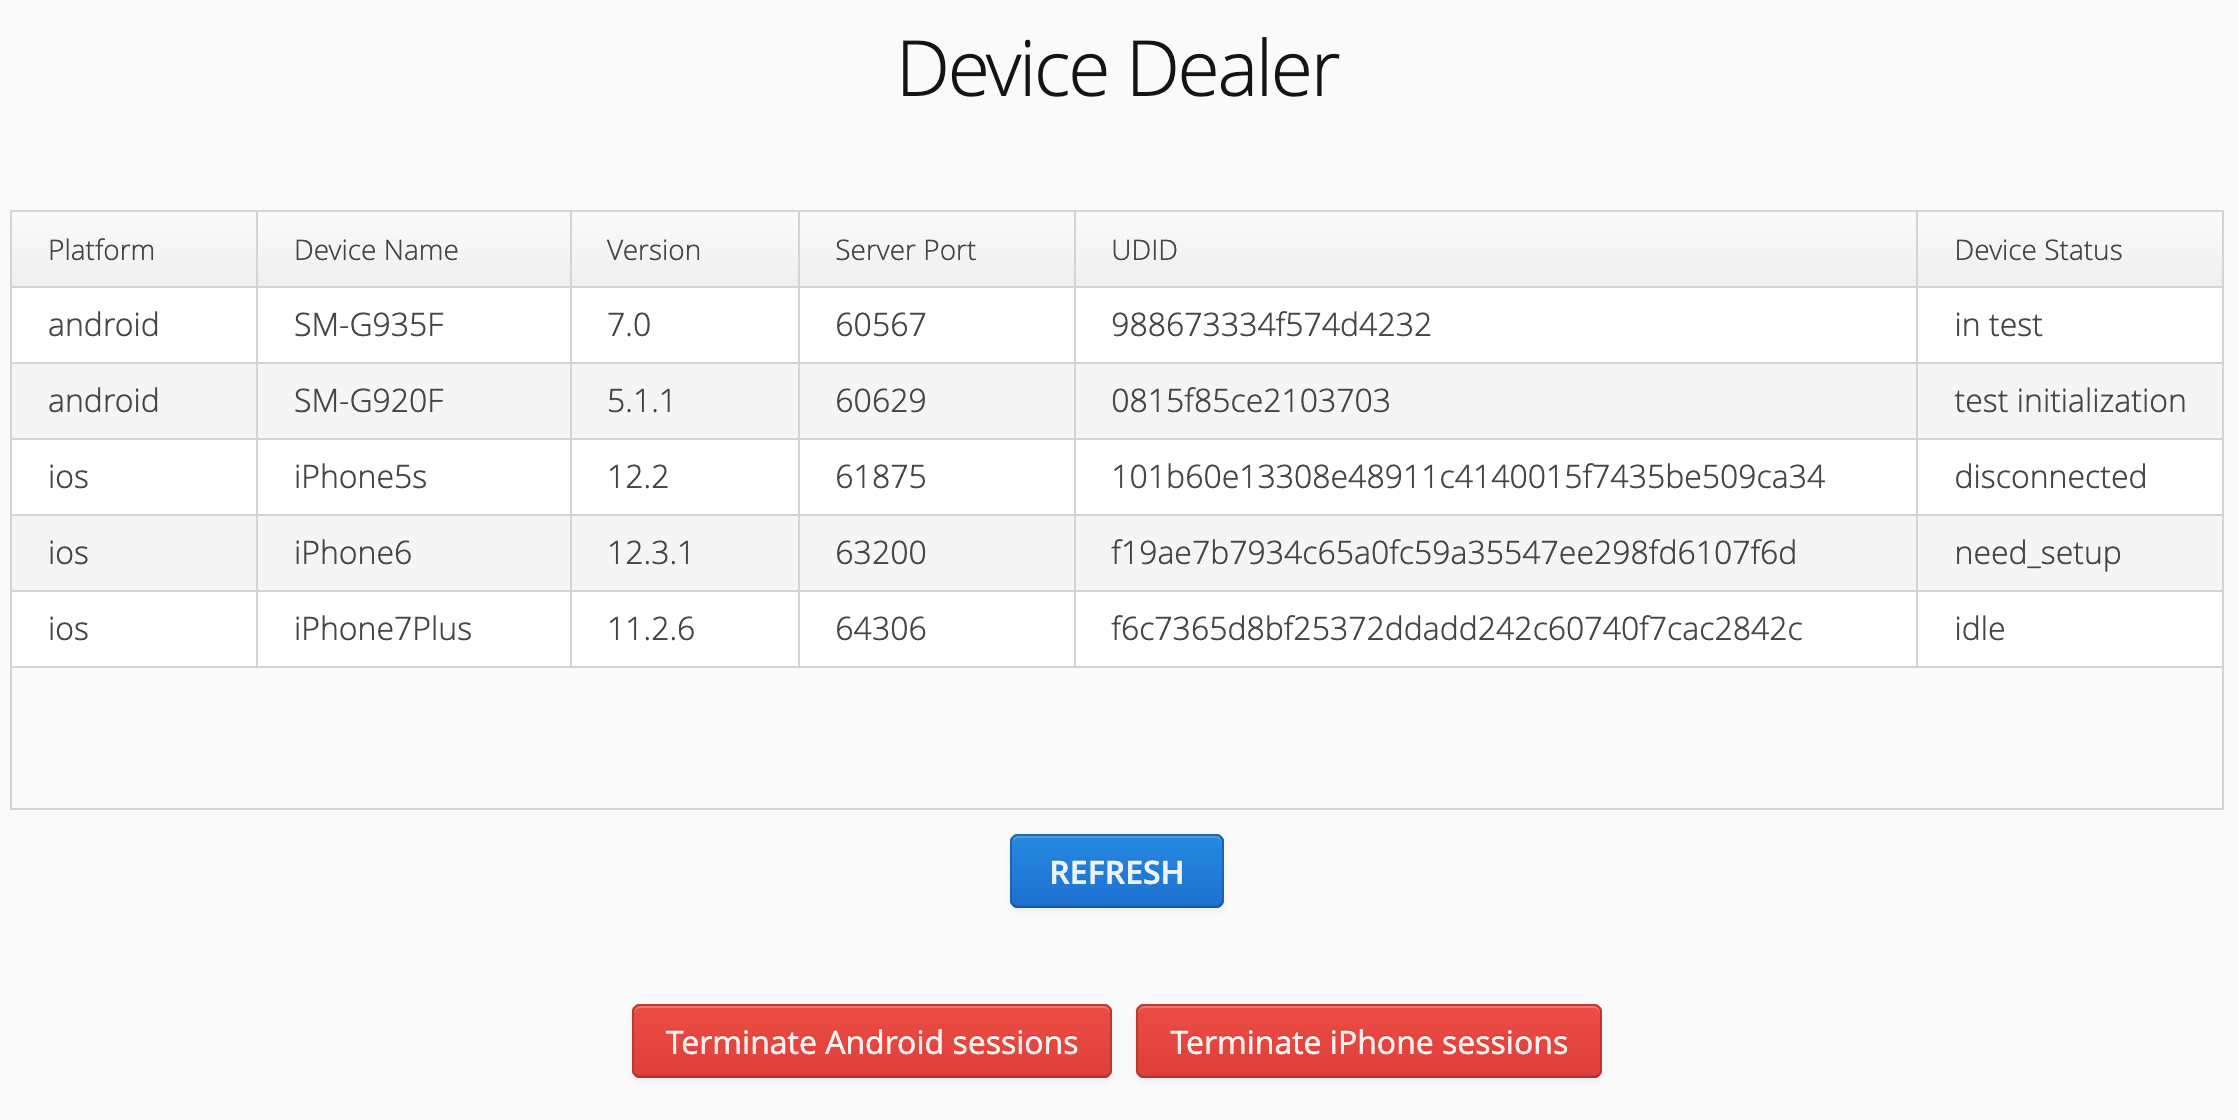 Device Dealer
Platform Device Name Version Server Port UDID Device Status
android SM-G935F 7.0 60567 988673334f574d4232 in test
android SM-G920F 5.1.1 60629 0815f85ce2103703 test initialization
ios iPhone5s 12.2 61875 101b60e13308e48911c4140015f7435be509ca34 disconnected
ios iPhone6 12.3.1 63200 f19ae7b7934c65a0fc59a35547ee298fd6107f6d need_setup
ios iPhone7Plus 11.2.6 64306 f6c7365d8bf25372ddadd242c60740f7cac2842c idle
REFRESH
Terminate Android sessions Terminate iPhone sessions